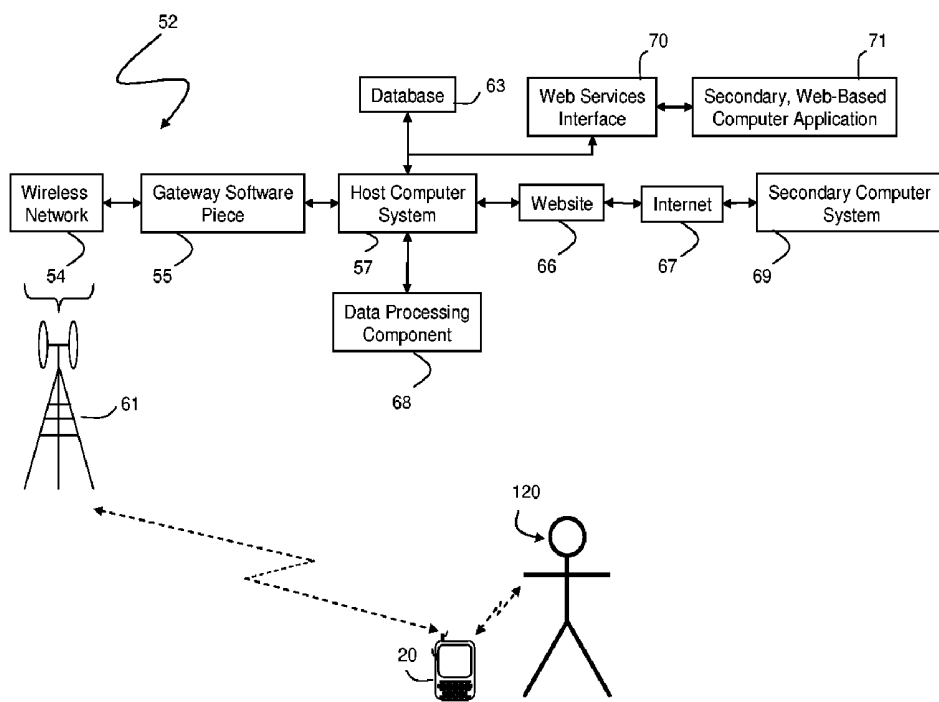 52
70
71
Database
63
Web Services
Interface
Secondary, Web-Based
Computer Application
Wireless
Network
Gateway Software
Piece
Host Computer
System
Website
Internet
Secondary Computer
System
54
55
57
66
67
69
Data Processing
Component
68
61
120
20